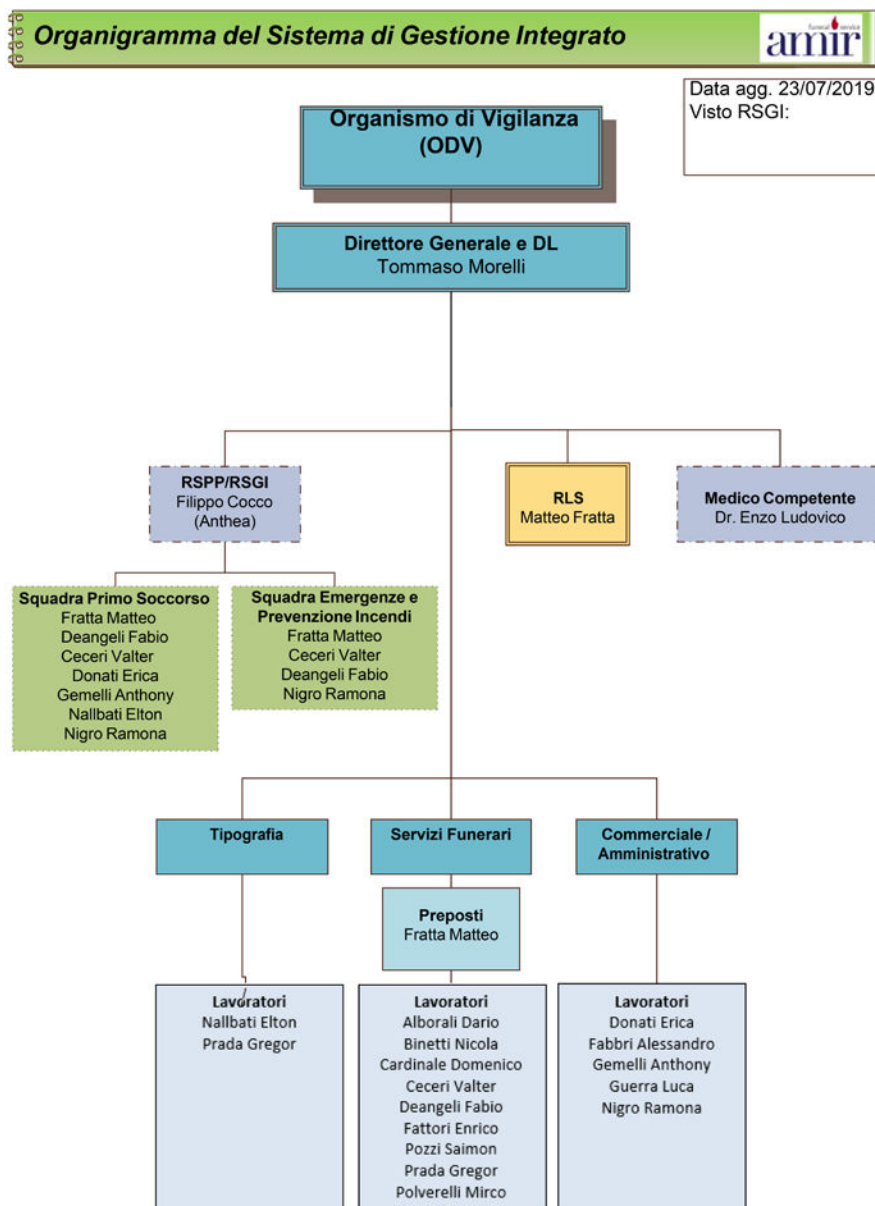 Organigramma del Sistema di Gestione Integrato
funeral service
amir
Data agg. 23/07/2019
Visto RSGI:
Organismo di Vigilanza
(ODV)
Direttore Generale e DL
Tommaso Morelli
RSPP/RSGI
Filippo Cocco
(Anthea)
RLS
Matteo Fratta
Medico Competente
Dr. Enzo Ludovico
Squadra Primo Soccorso
Fratta Matteo
Deangeli Fabio
Ceceri Valter
Donati Erica
Gemelli Anthony
Nallbati Elton
Nigro Ramona
Squadra Emergenze e
Prevenzione Incendi
Fratta Matteo
Ceceri Valter
Deangeli Fabio
Nigro Ramona
Tipografia
Servizi Funerari
Commerciale /
Amministrativo
Preposti
Fratta Matteo
Lavoratori
Nallbati Elton
Prada Gregor
Lavoratori
Alborali Dario
Binetti Nicola
Cardinale Domenico
Ceceri Valter
Deangeli Fabio
Fattori Enrico
Pozzi Saimon
Prada Gregor
Polverelli Mirco
Lavoratori
Donati Erica
Fabbri Alessandro
Gemelli Anthony
Guerra Luca
Nigro Ramona